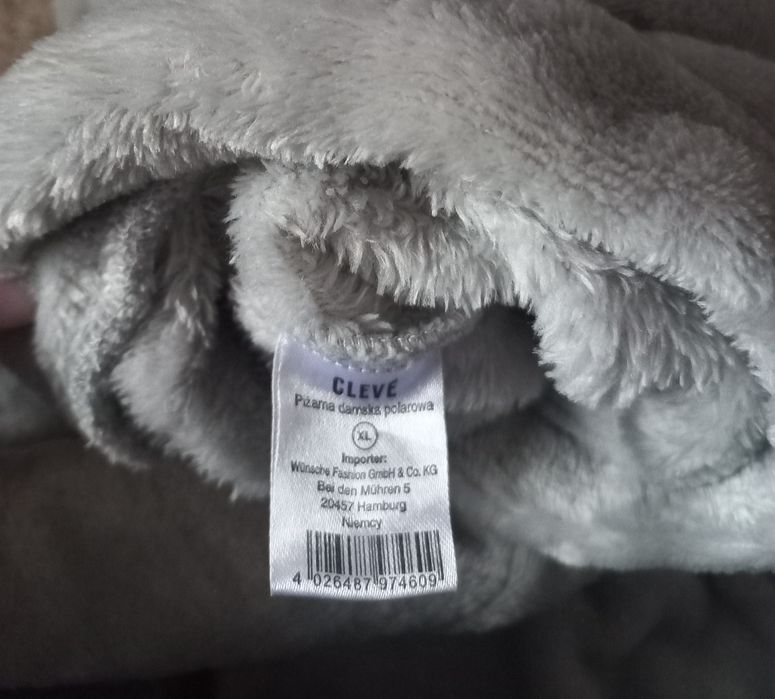 CLEVE
Piżama damska polarowa
XL
Importer:
Wünsche Fashion GmbH & Co. KG
Bei den Mühren 5
20457 Hamburg
Niemcy
4 026487 974609